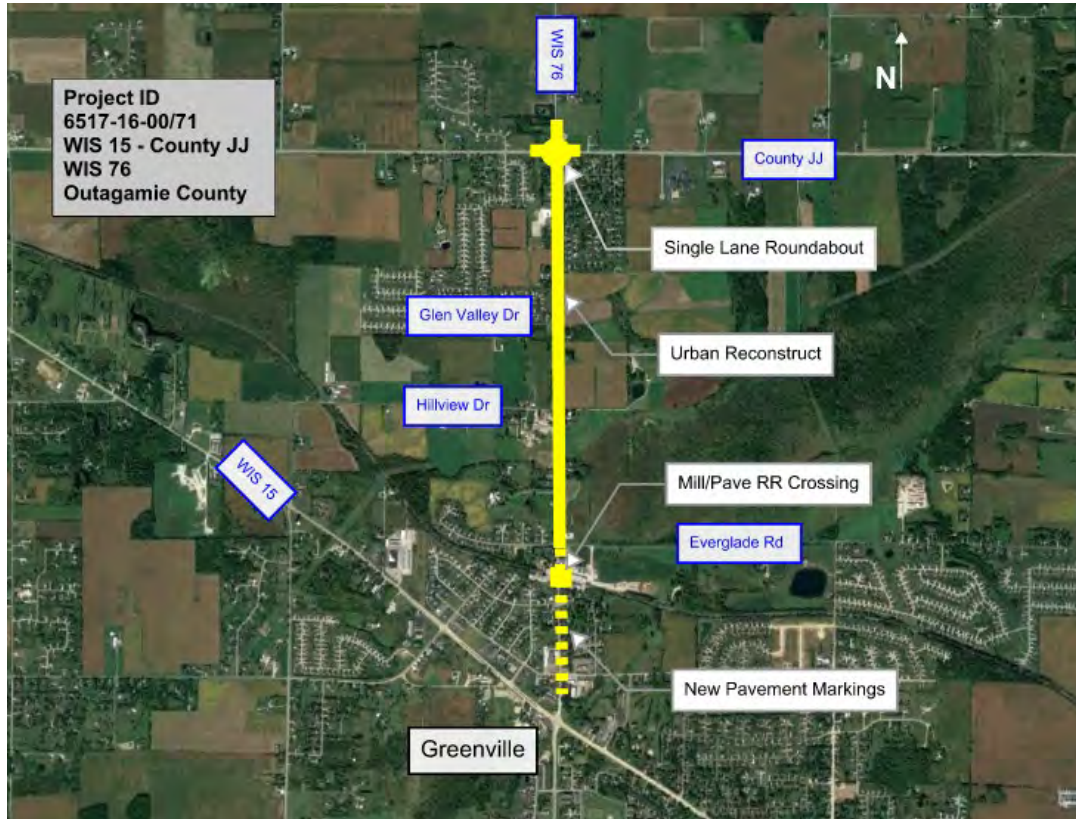 WIS 76
N
Project ID
6517-16-00/71
WIS 15 - County JJ
WIS 76
Outagamie County
County JJ
Single Lane Roundabout
Glen Valley Dr
Urban Reconstruct
Hillview Dr
WIS 15
Mill/Pave RR Crossing
Everglade Rd
New Pavement Markings
Greenville